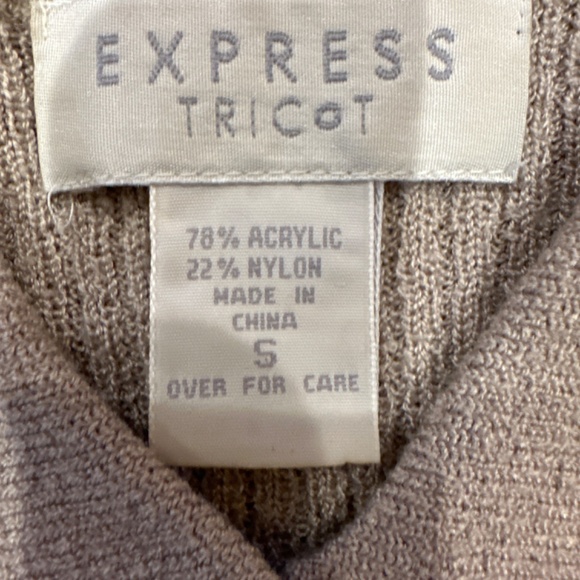 EXPRESS
TRICOT
78% ACRYLIC
22% NYLON
MADE IN
CHINA
S
OVER FOR CARE